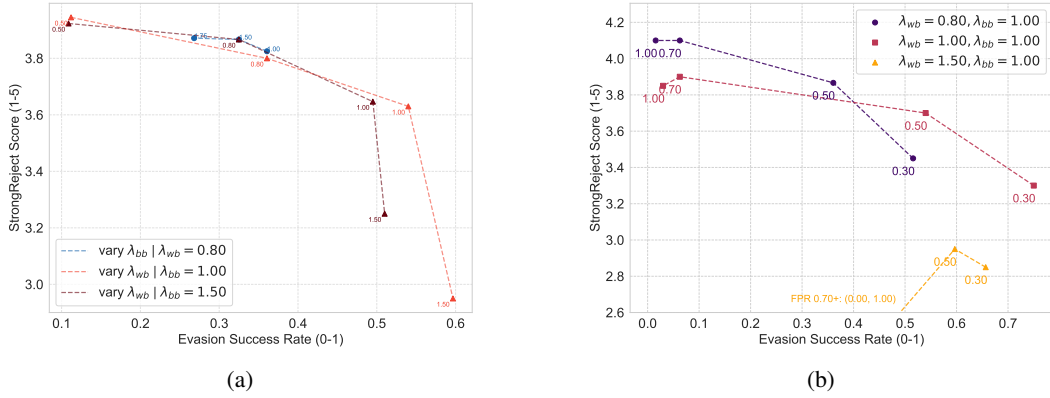 StrongReject Score (1-5)
3.8
3.6
3.4
3.2
3.0
0.50
0.50
0.75
1.50
0.80
1.00
0.80
1.00
1.00
1.50
1.50
vary λbb | λwb = 0.80
vary λwb | λbb = 1.00
vary λwb | λbb = 1.50
0.1 0.2 0.3 0.4 0.5 0.6
Evasion Success Rate (0-1)
(a)
StrongReject Score (1-5)
4.2
4.0
3.8
3.6
3.4
3.2
3.0
2.8
2.6
λwb = 0.80, λbb = 1.00
λwb = 1.00, λbb = 1.00
λwb = 1.50, λbb = 1.00
1.00 0.70
0.70
1.00
0.50
0.50
0.30
0.30
0.50
0.30
FPR 0.70+: (0.00, 1.00)
0.0 0.1 0.2 0.3 0.4 0.5 0.6 0.7
Evasion Success Rate (0-1)
(b)